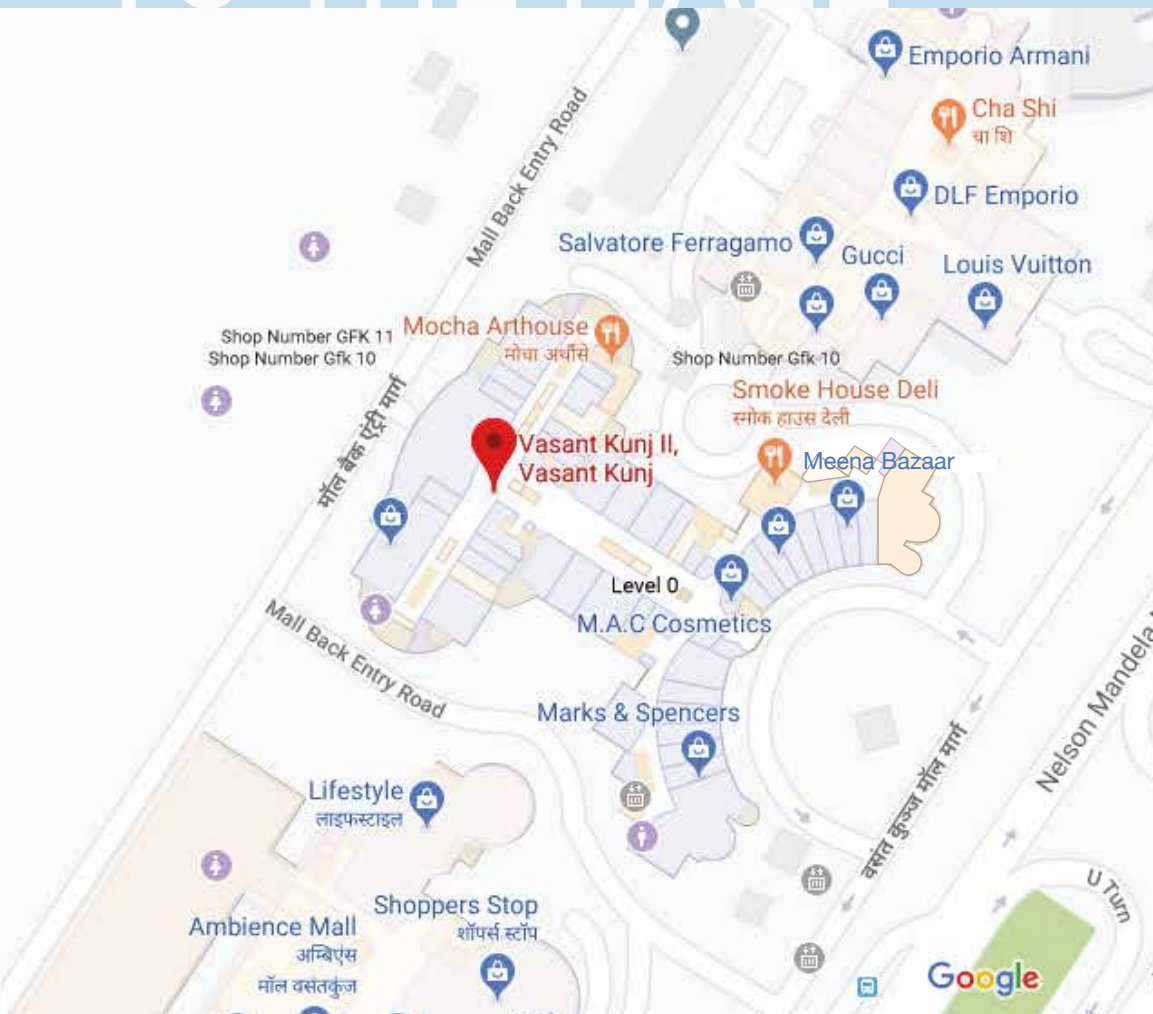 Emporio Armani
Cha Shi
चा शि
Mall Back Entry Road
DLF Emporio
Salvatore Ferragamo
Gucci
Louis Vuitton
Shop Number GFK 11
Shop Number Gfk 10
Mocha Arthouse
मोचा अर्थौसे
Shop Number Gfk 10
Smoke House Deli
स्मोक हाउस देली
मॉल बैक एंट्री मार्ग
Vasant Kunj II,
Vasant Kunj
Meena Bazaar
Level 0
M.A.C Cosmetics
Mall Back Entry Road
Marks & Spencers
Nelson Mandela
वसंत कुञ्ज मॉल मार्ग
Lifestyle
लाइफस्टाइल
U Turn
Shoppers Stop
शॉपर्स स्टॉप
Ambience Mall
अम्बिएंस
मॉल वसंतकुंज
Google